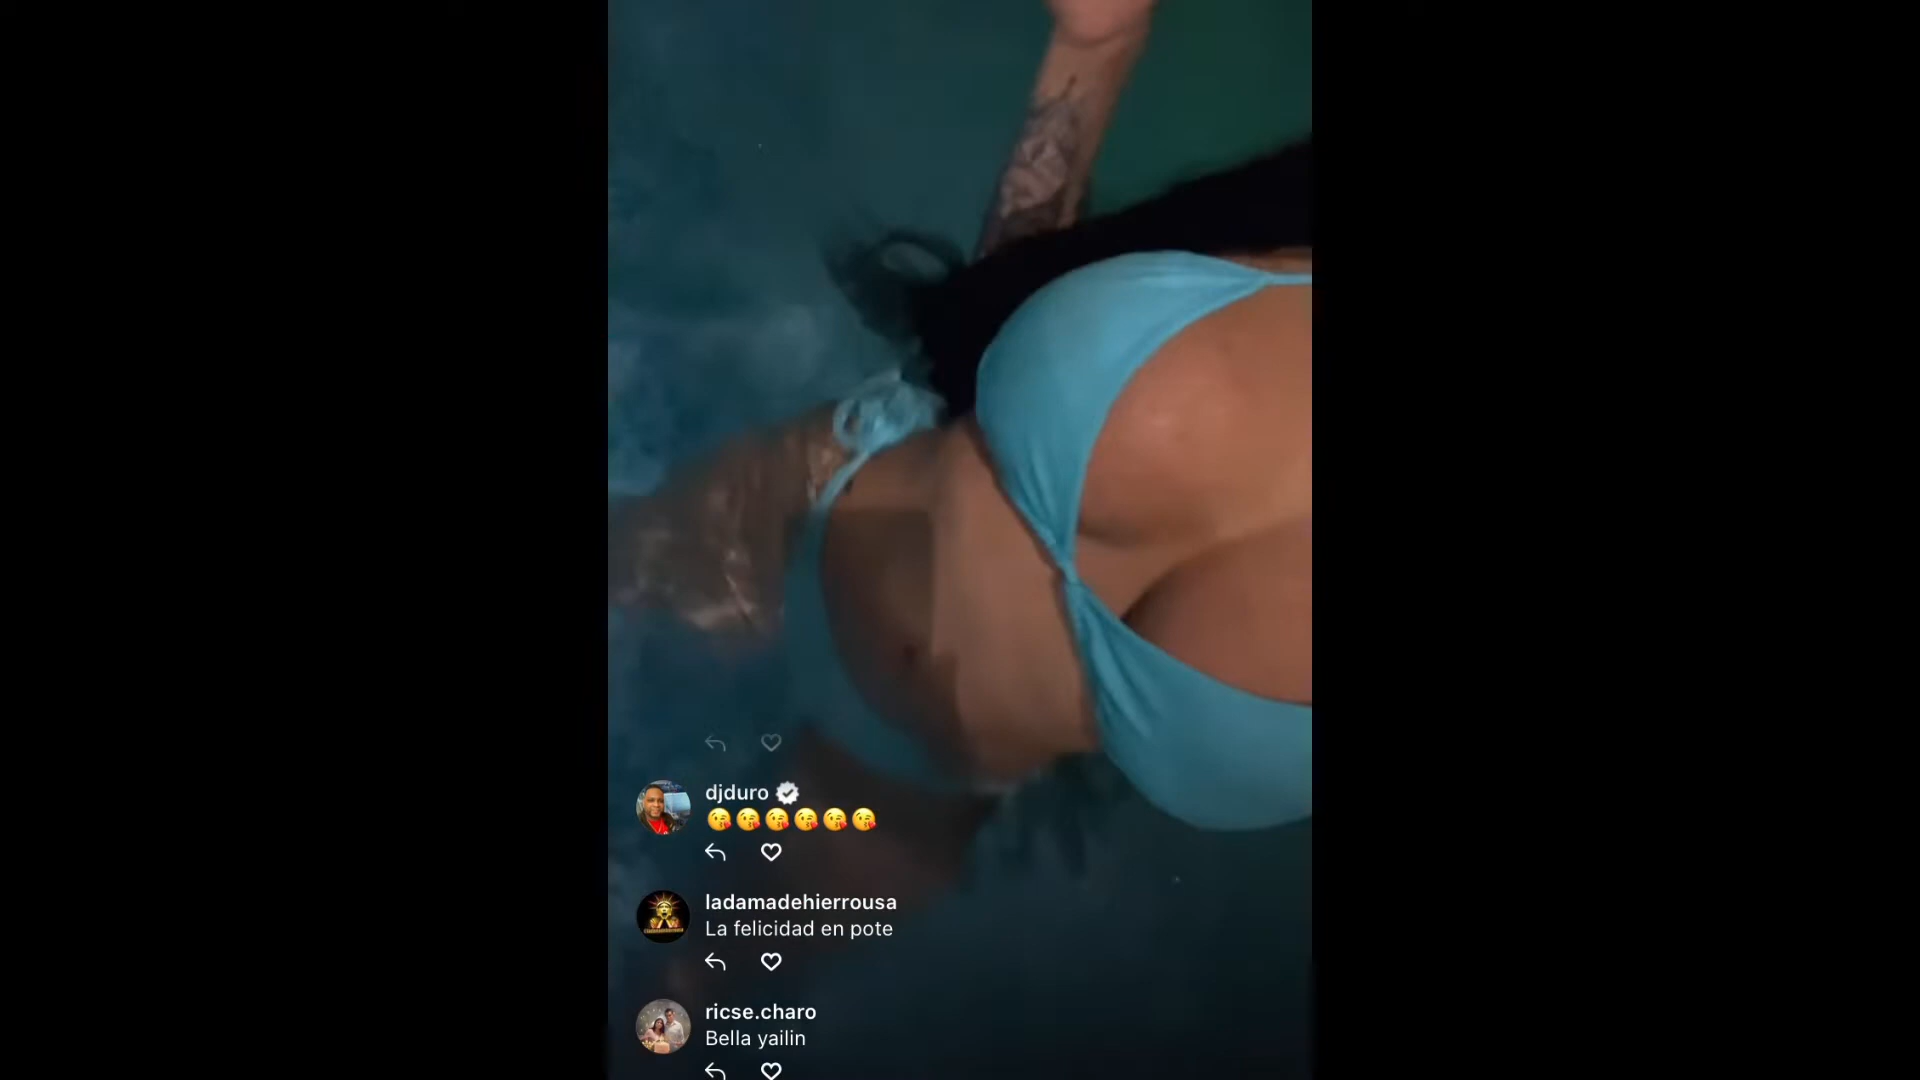 djduro
😘😘😘😘😘😘
ladamadehierrousa
La felicidad en pote
ricse.charo
Bella yailin